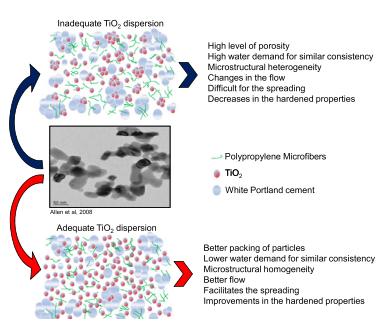 Inadequate TiO2 dispersion
High level of porosity
High water demand for similar consistency
Microstructural heterogeneity
Changes in the flow
Difficult for the spreading
Decreases in the hardened properties
Polypropylene Microfibers
TiO2
White Portland cement
50 nm
Allen et al, 2008
Adequate TiO2 dispersion
Better packing of particles
Lower water demand for similar consistency
Microstructural homogeneity
Better flow
Facilitates the spreading
Improvements in the hardened properties